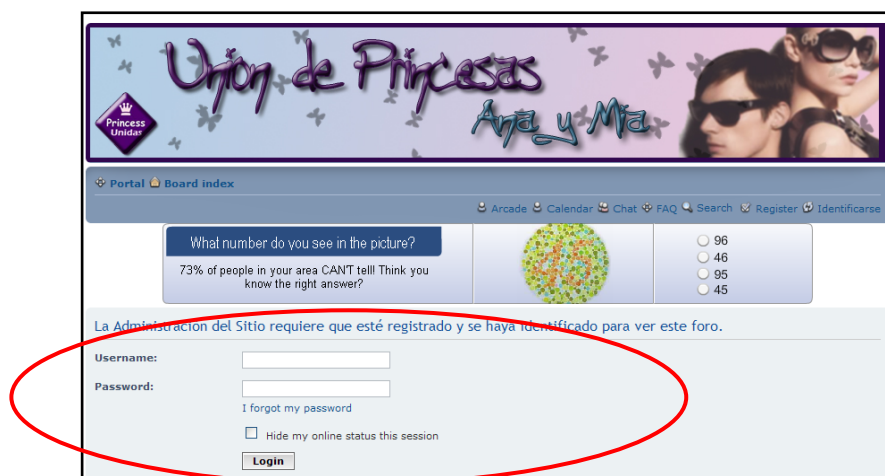 Union de Princesas
Ana y Mia
Princess
Unidas
Portal Board index
Arcade Calendar Chat FAQ Search Register Identificarse
What number do you see in the picture?
73% of people in your area CAN'T tell! Think you
know the right answer?
96
46
95
45
La Administración del Sitio requiere que esté registrado y se haya identificado para ver este foro.
Username:
Password:
I forgot my password
Hide my online status this session
Login